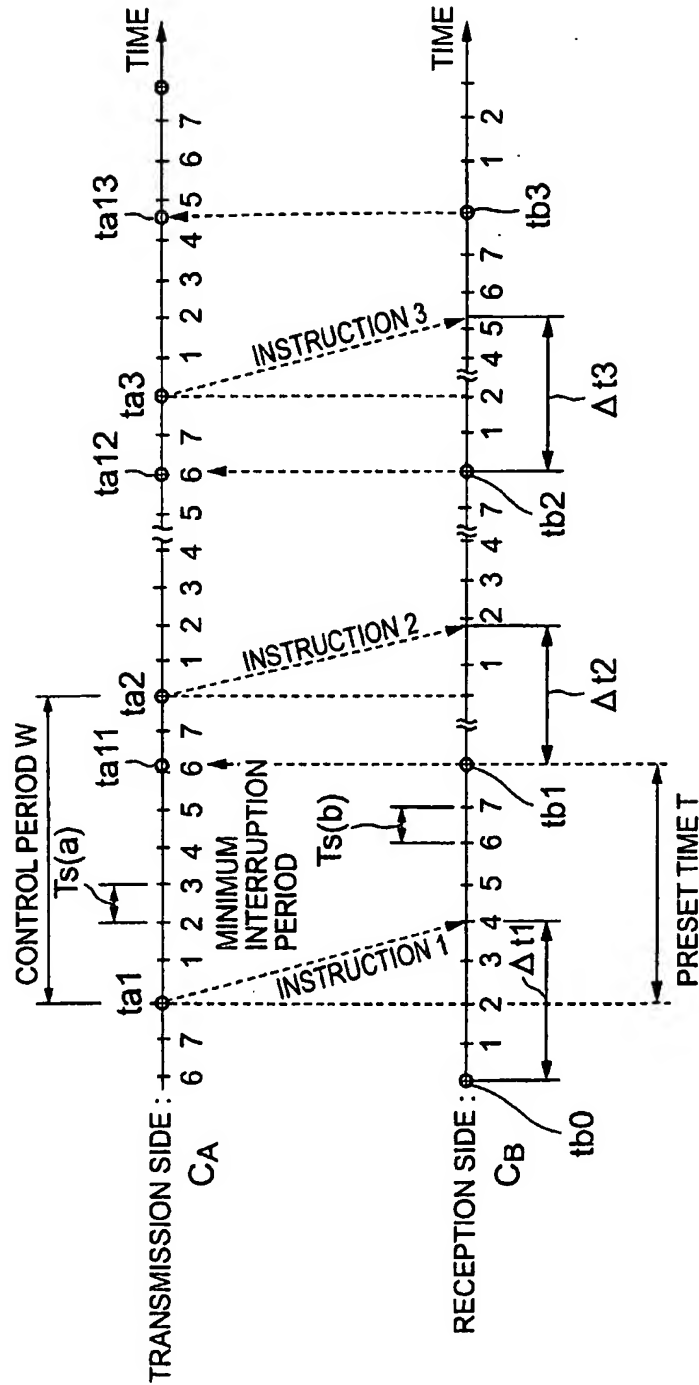 CONTROL PERIOD W
Ts(a)
ta1 ta11 ta2 ta12 ta3 ta13 TIME
TRANSMISSION SIDE :
CA
6 7 1 2 3 4 5 6 7 1 2 3 4 5 6 7 1 2 3 4 5 6 7
MINIMUM
INTERRUPTION
PERIOD
INSTRUCTION 1
INSTRUCTION 2
INSTRUCTION 3
Ts(b)
TIME
RECEPTION SIDE :
CB
1 2 3 4 5 6 7 1 2 3 4 7 1 2 4 5 6 7 1 2
tb0 Δt1 tb1 Δt2 tb2 Δt3 tb3
PRESET TIME T